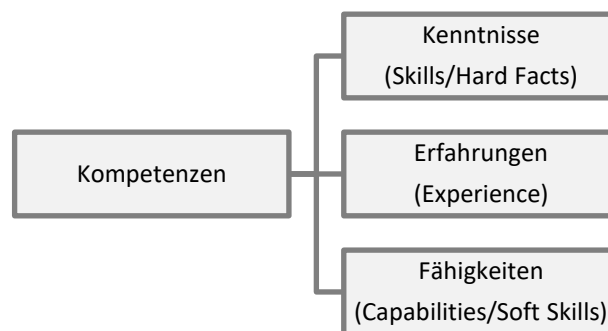 Kenntnisse
(Skills/Hard Facts)
Kompetenzen
Erfahrungen
(Experience)
Fähigkeiten
(Capabilities/Soft Skills)